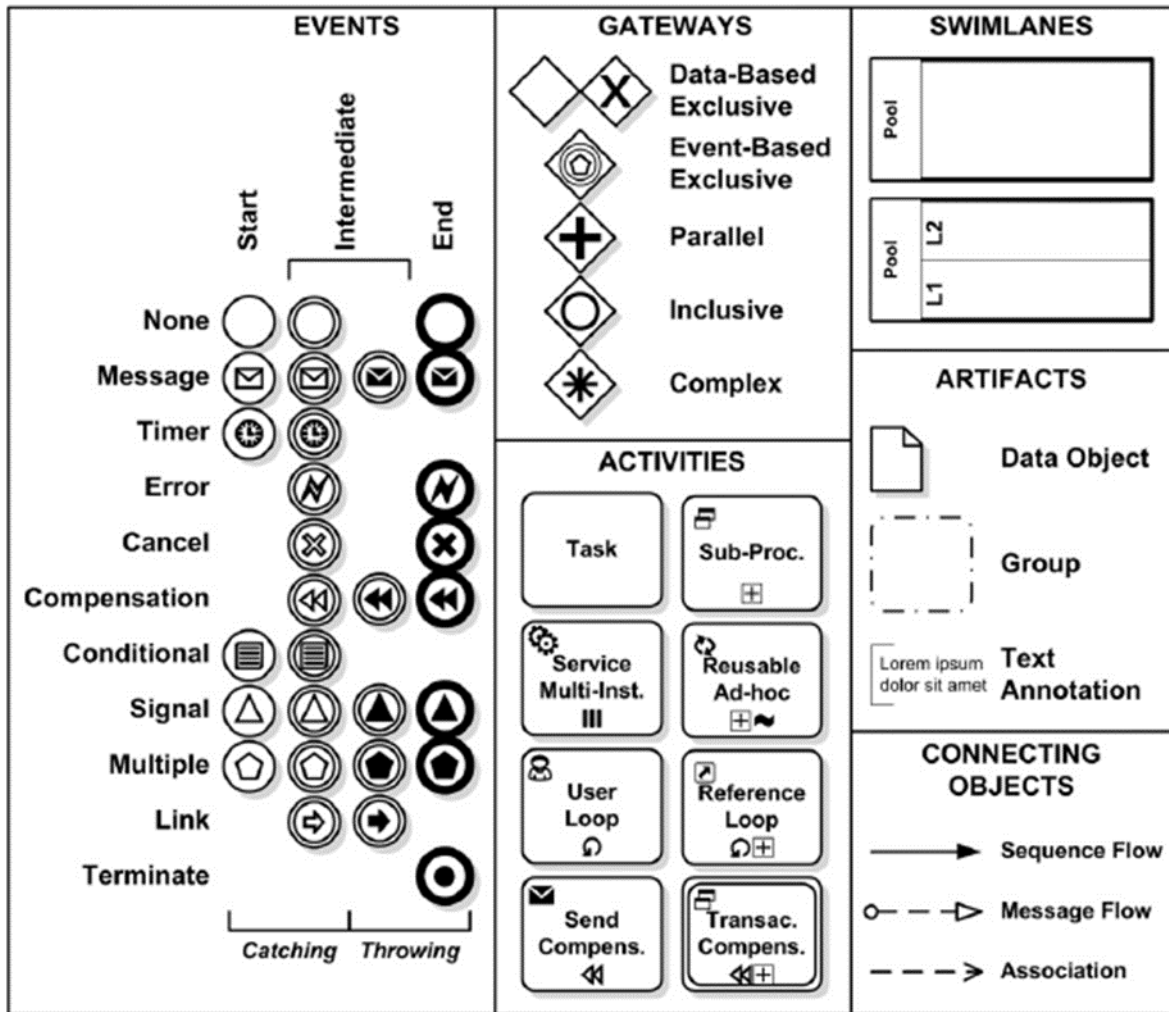 EVENTS
Start
Intermediate
End
None
Message
Timer
Error
Cancel
Compensation
Conditional
Signal
Multiple
Link
Terminate
Catching
Throwing
GATEWAYS
X
Data-Based
Exclusive
Event-Based
Exclusive
Parallel
Inclusive
Complex
ACTIVITIES
Task
Sub-Proc.
Service
Multi-Inst.
Reusable
Ad-hoc
User
Loop
Reference
Loop
Send
Compens.
Transac.
Compens.
SWIMLANES
Pool
Pool
L2
L1
ARTIFACTS
Data Object
Group
Lorem ipsum
dolor sit amet
Text
Annotation
CONNECTING
OBJECTS
Sequence Flow
Message Flow
Association